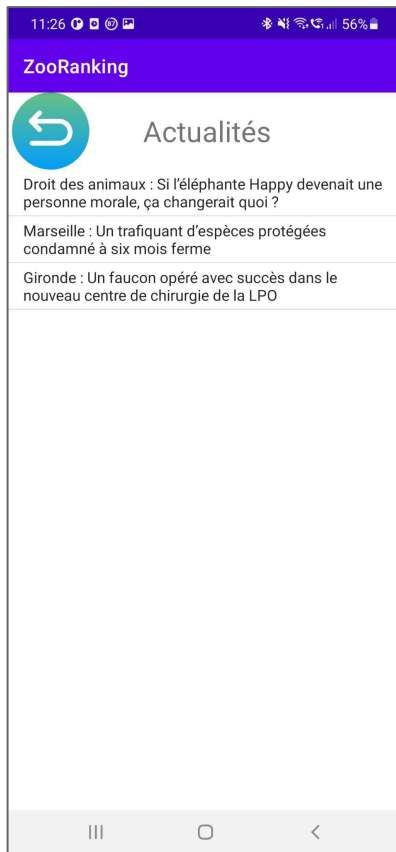 11:26 87 56%
ZooRanking
Actualités
Droit des animaux : Si l'éléphante Happy devenait une
personne morale, ça changerait quoi ?
Marseille : Un trafiquant d'espèces protégées
condamné à six mois ferme
Gironde : Un faucon opéré avec succès dans le
nouveau centre de chirurgie de la LPO